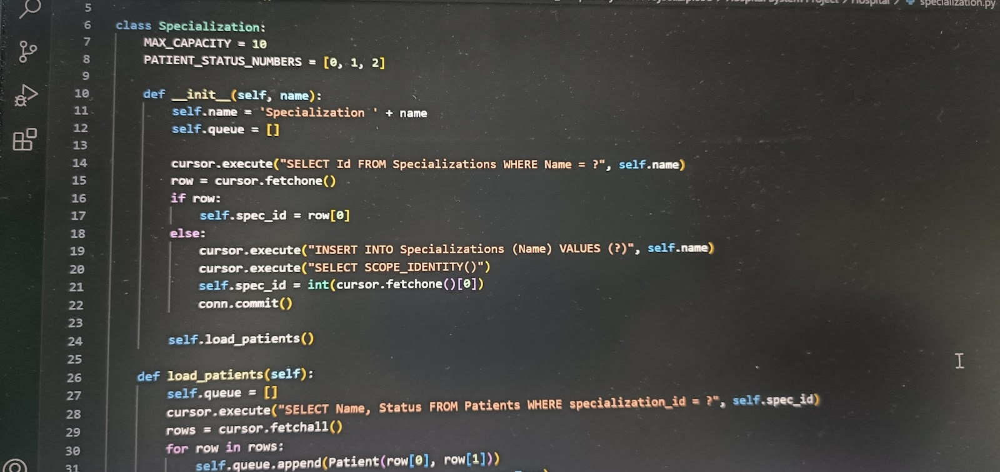 specialization.py
5
6 class Specialization:
7 MAX_CAPACITY = 10
8 PATIENT_STATUS_NUMBERS = [0, 1, 2]
9
10 def __init__(self, name):
11 self.name = 'Specialization ' + name
12 self.queue = []
13
14 cursor.execute("SELECT Id FROM Specializations WHERE Name = ?", self.name)
15 row = cursor.fetchone()
16 if row:
17 self.spec_id = row[0]
18 else:
19 cursor.execute("INSERT INTO Specializations (Name) VALUES (?)", self.name)
20 cursor.execute("SELECT SCOPE_IDENTITY()")
21 self.spec_id = int(cursor.fetchone()[0])
22 conn.commit()
23
24 self.load_patients()
25
26 def load_patients(self):
27 self.queue = []
28 cursor.execute("SELECT Name, Status FROM Patients WHERE specialization_id = ?", self.spec_id)
29 rows = cursor.fetchall()
30 for row in rows:
31 self.queue.append(Patient(row[0], row[1]))